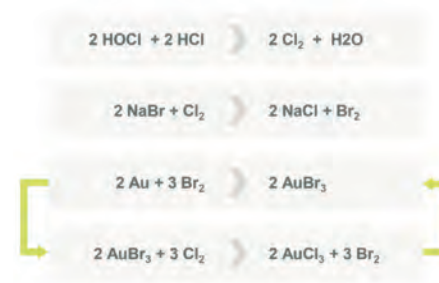 2 HOCl + 2 HCl ❯ 2 Cl₂ + H2O
2 NaBr + Cl₂ ❯ 2 NaCl + Br₂
2 Au + 3 Br₂ ❯ 2 AuBr₃
2 AuBr₃ + 3 Cl₂ ❯ 2 AuCl₃ + 3 Br₂